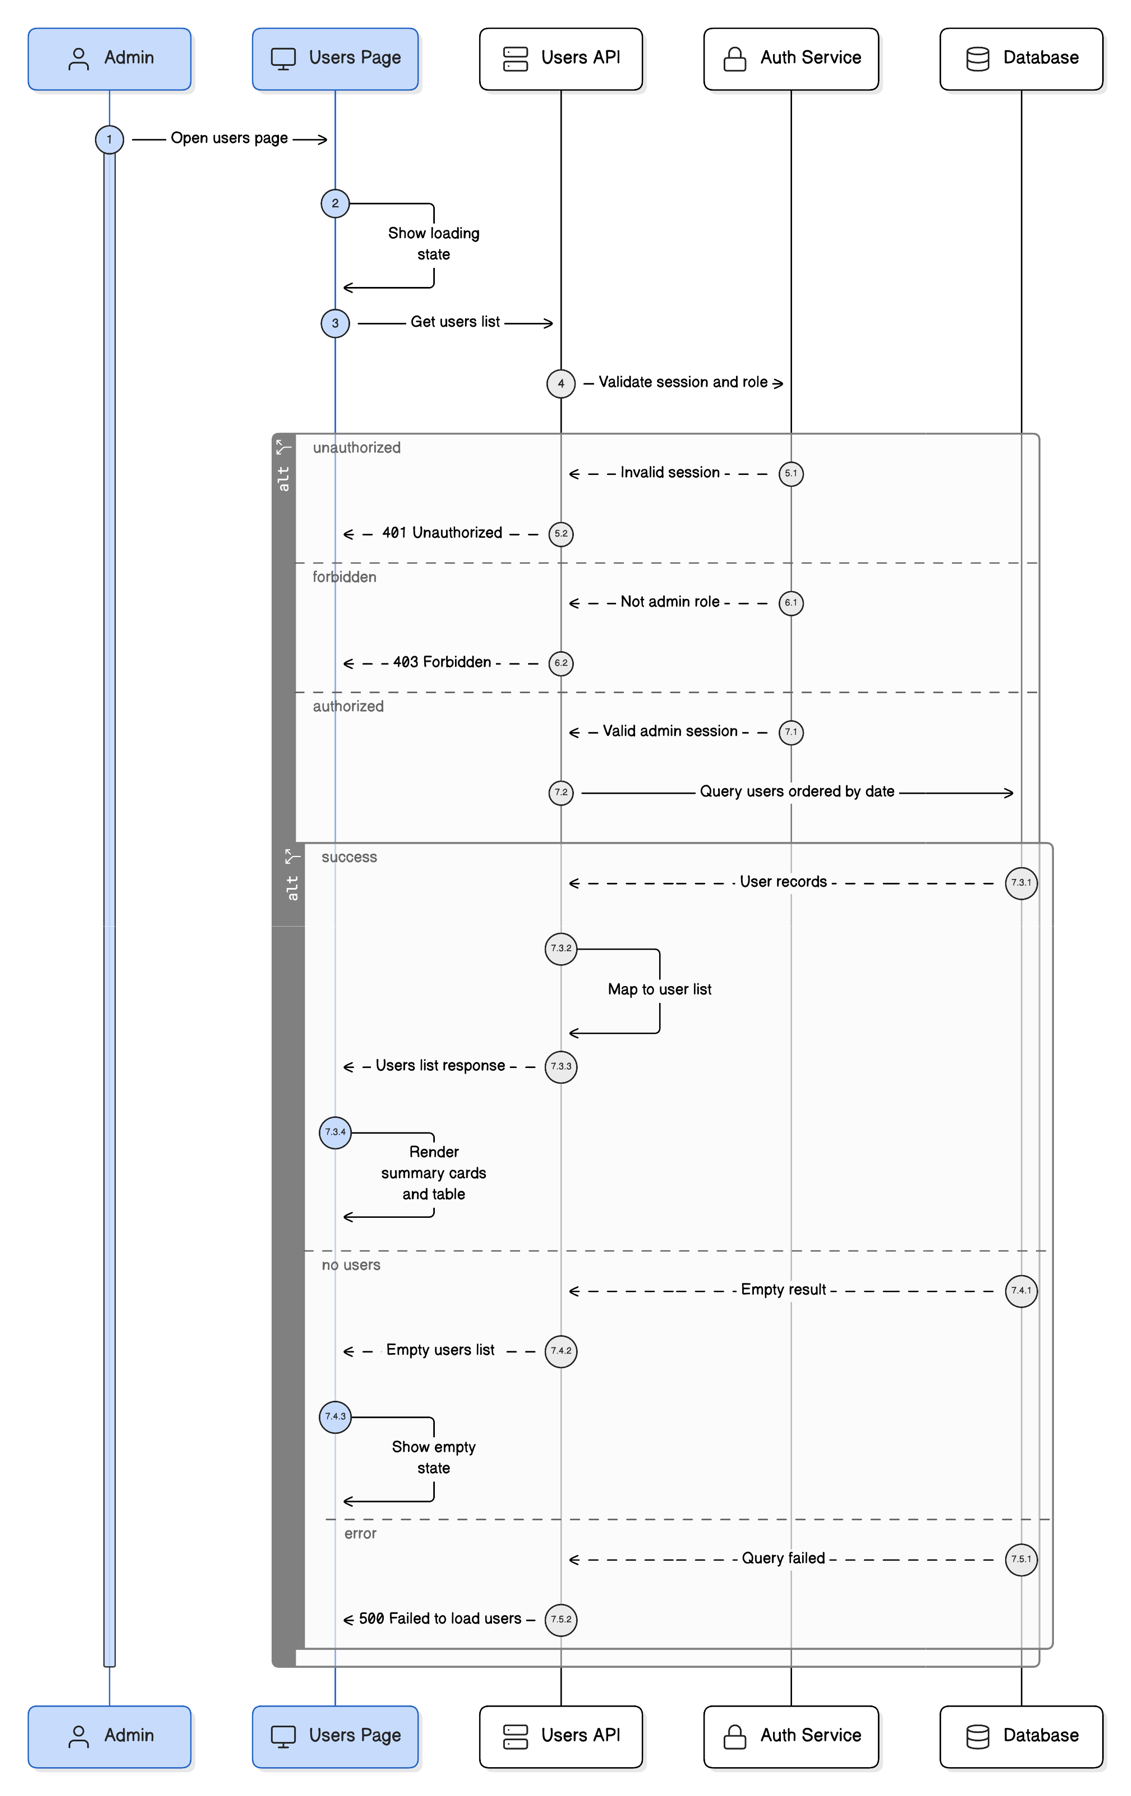 Admin
Users Page
Users API
Auth Service
Database
1
Open users page
2
Show loading
state
3
Get users list
4
Validate session and role
alt
unauthorized
Invalid session
5.1
401 Unauthorized
5.2
forbidden
Not admin role
6.1
403 Forbidden
6.2
authorized
Valid admin session
7.1
7.2
Query users ordered by date
alt
success
User records
7.3.1
7.3.2
Map to user list
Users list response
7.3.3
7.3.4
Render
summary cards
and table
no users
Empty result
7.4.1
Empty users list
7.4.2
7.4.3
Show empty
state
error
Query failed
7.5.1
500 Failed to load users
7.5.2
Admin
Users Page
Users API
Auth Service
Database